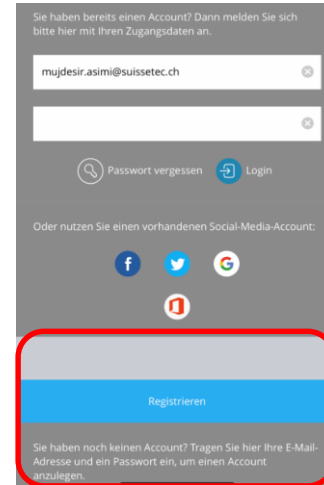 Sie haben bereits einen Account? Dann melden Sie sich
bitte hier mit Ihren Zugangsdaten an.
mujdesir.asimi@suissetec.ch
Passwort vergessen Login
Oder nutzen Sie einen vorhandenen Social-Media-Account:
Registrieren
Sie haben noch keinen Account? Tragen Sie hier Ihre E-Mail-
Adresse und ein Passwort ein, um einen Account
anzulegen.